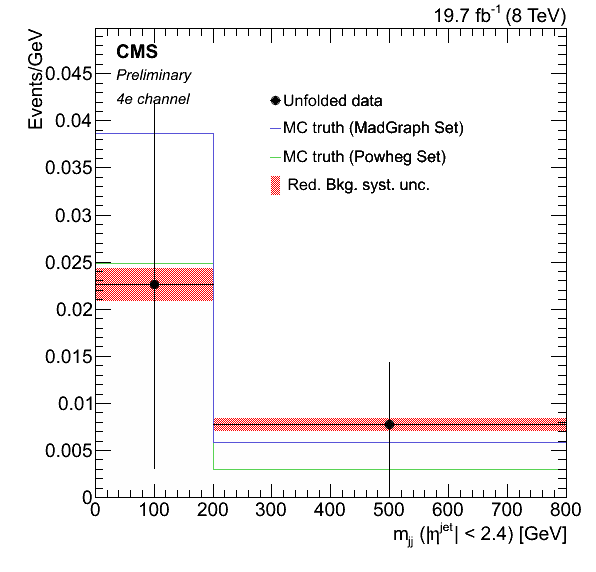 19.7 fb⁻¹ (8 TeV)
Events/GeV
CMS
Preliminary
4e channel
Unfolded data
MC truth (MadGraph Set)
MC truth (Powheg Set)
Red. Bkg. syst. unc.
0.045
0.04
0.035
0.03
0.025
0.02
0.015
0.01
0.005
0
0 100 200 300 400 500 600 700 800
m_jj (|η^jet| < 2.4) [GeV]